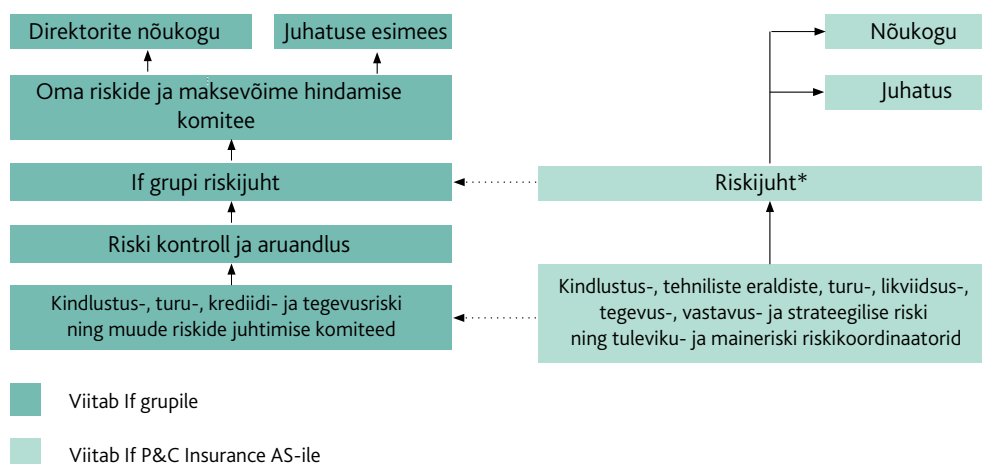 Direktorite nõukogu
Juhatuse esimees
Oma riskide ja maksevõime hindamise
komitee
If grupi riskijuht
Riski kontroll ja aruandlus
Kindlustus-, turu-, krediidi- ja tegevusriski
ning muude riskide juhtimise komiteed
Nõukogu
Juhatus
Riskijuht*
Kindlustus-, tehniliste eraldiste, turu-, likviidsus-,
tegevus-, vastavus- ja strateegilise riski
ning tuleviku- ja maineriski riskikoordinaatorid
Viitab If grupile
Viitab If P&C Insurance AS-ile